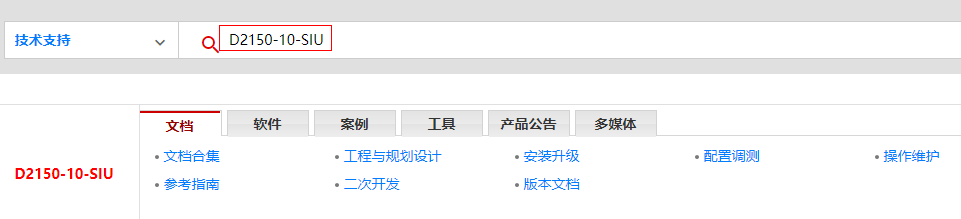 技术支持 D2150-10-SIU
文档 软件 案例 工具 产品公告 多媒体
文档合集 工程与规划设计 安装升级 配置调测 操作维护
D2150-10-SIU
参考指南 二次开发 版本文档